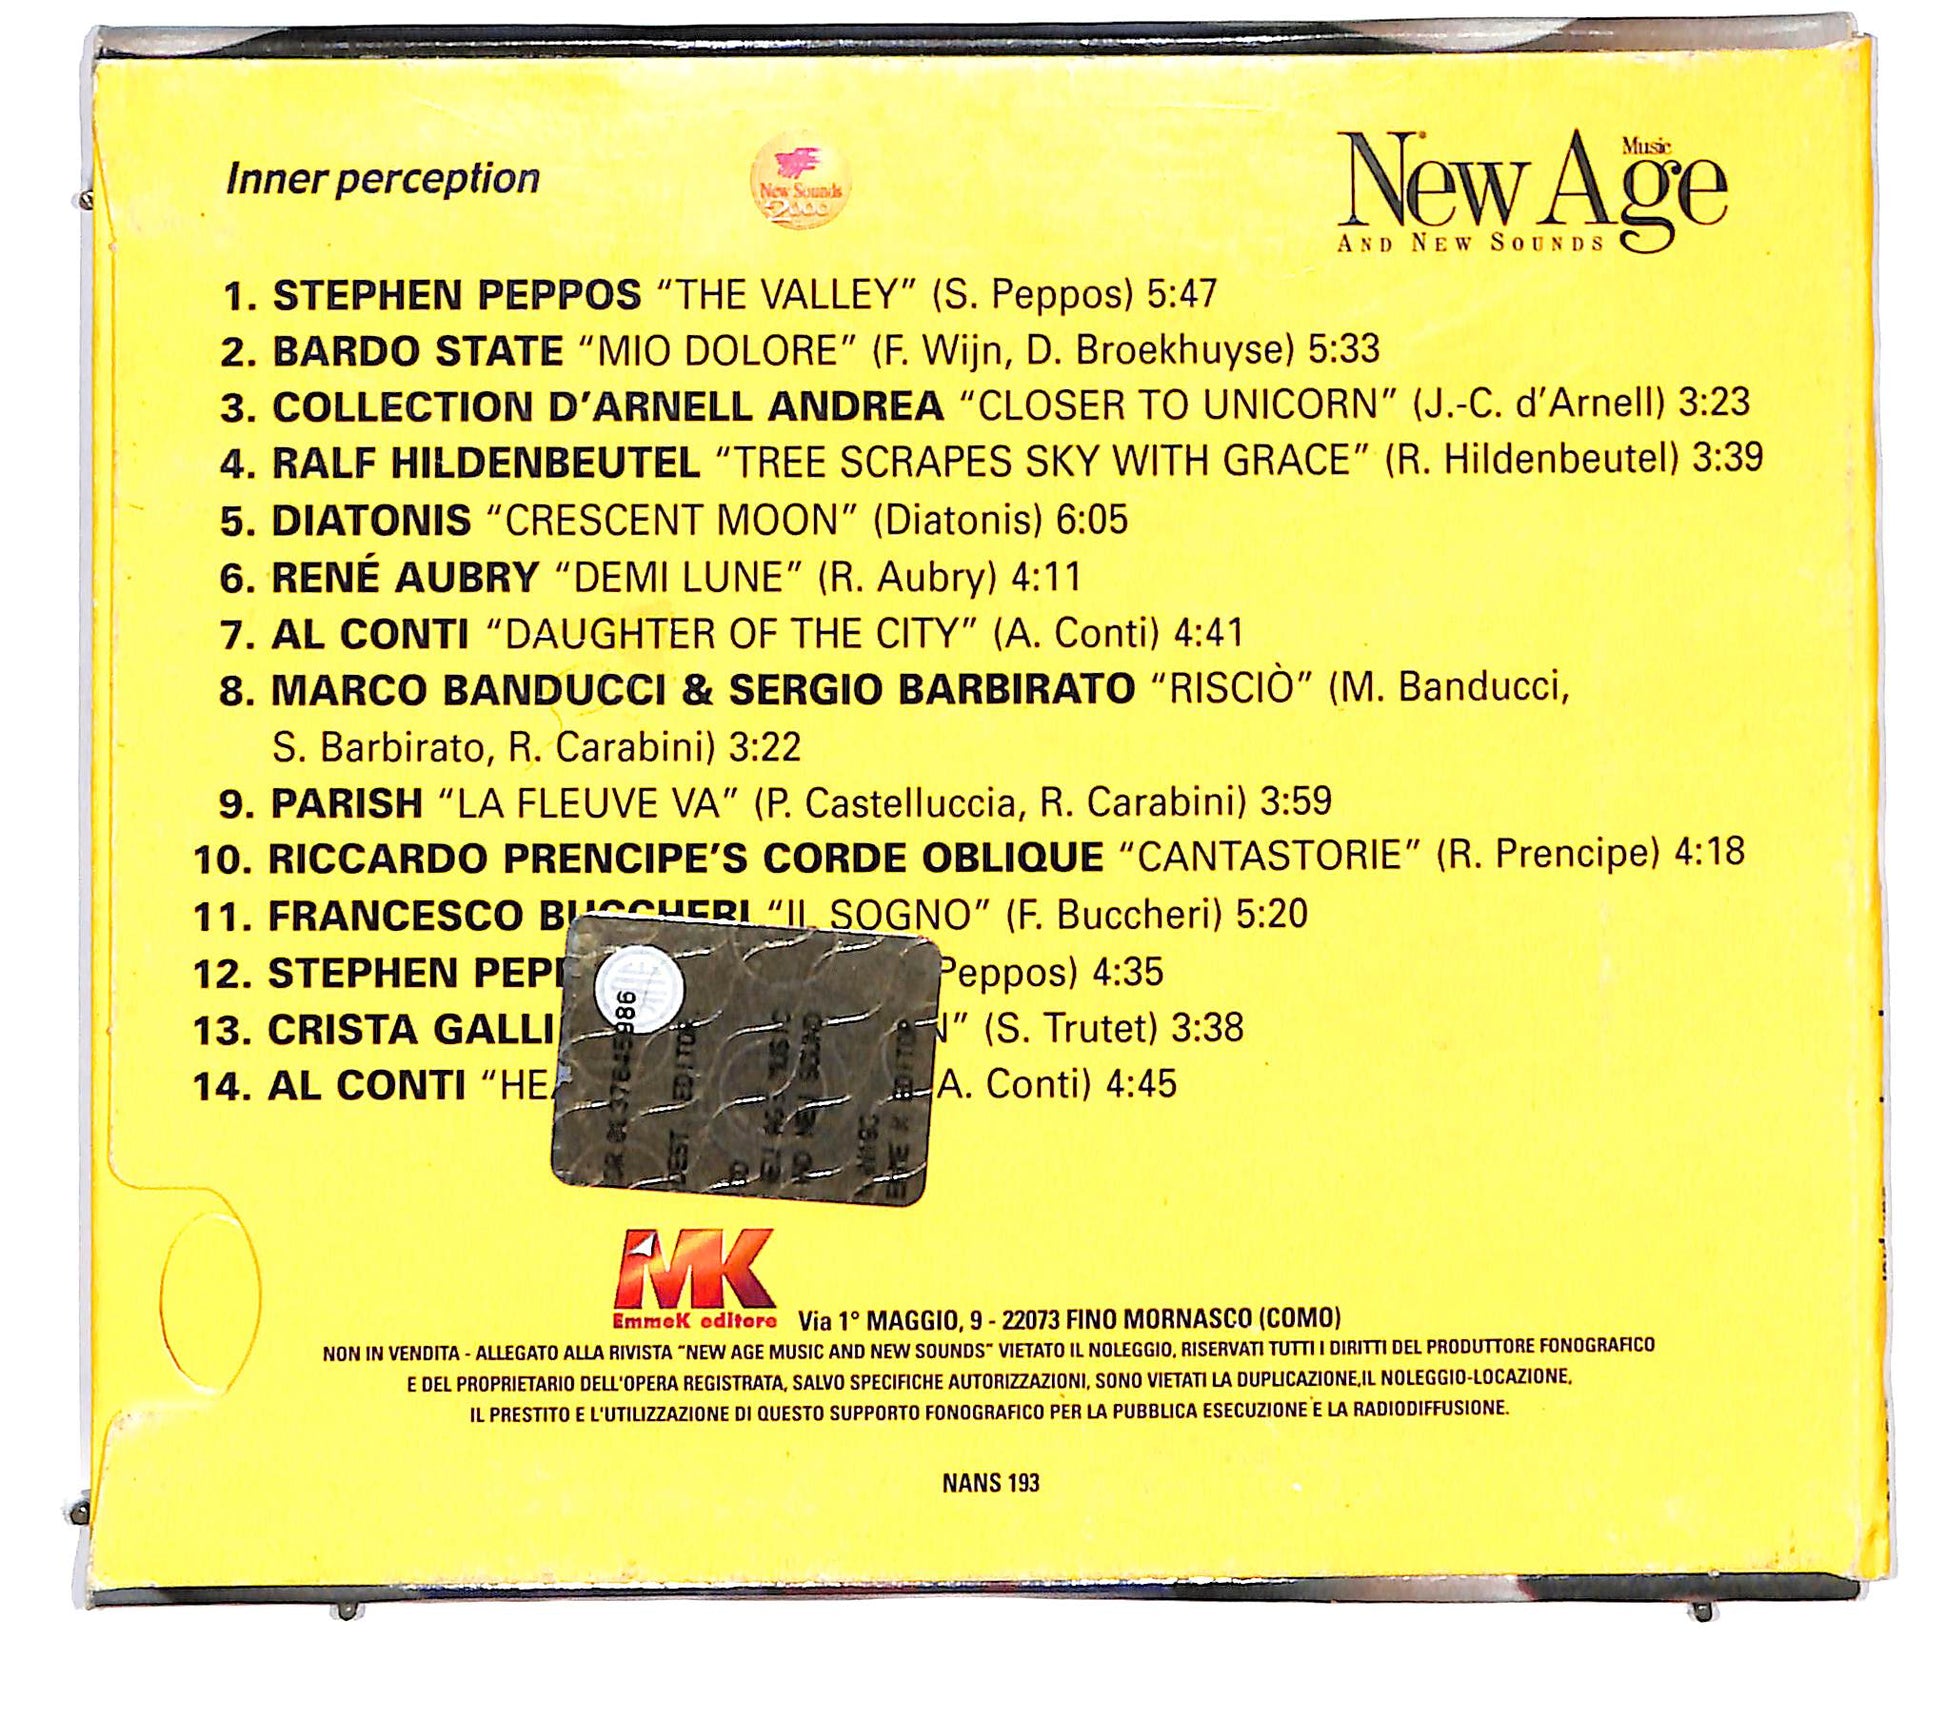 Inner perception
New Sounds
2000
New Age
Music
AND NEW SOUNDS
1. STEPHEN PEPPOS “THE VALLEY” (S. Peppos) 5:47
2. BARDO STATE “MIO DOLORE” (F. Wijn, D. Broekhuyse) 5:33
3. COLLECTION D’ARNELL ANDREA “CLOSER TO UNICORN” (J.-C. d’Arnell) 3:23
4. RALF HILDENBEUTEL “TREE SCRAPES SKY WITH GRACE” (R. Hildenbeutel) 3:39
5. DIATONIS “CRESCENT MOON” (Diatonis) 6:05
6. RENÉ AUBRY “DEMI LUNE” (R. Aubry) 4:11
7. AL CONTI “DAUGHTER OF THE CITY” (A. Conti) 4:41
8. MARCO BANDUCCI & SERGIO BARBIRATO “RISCIÒ” (M. Banducci,
S. Barbirato, R. Carabini) 3:22
9. PARISH “LA FLEUVE VA” (P. Castelluccia, R. Carabini) 3:59
10. RICCARDO PRENCIPE’S CORDE OBLIQUE “CANTASTORIE” (R. Prencipe) 4:18
11. FRANCESCO BUCCHERI “IL SOGNO” (F. Buccheri) 5:20
12. STEPHEN Peppos) 4:35
13. CRISTA GALLI (S. Trutet) 3:38
14. AL CONTI A. Conti) 4:45
MK
EmmeK editore Via 1° MAGGIO, 9 - 22073 FINO MORNASCO (COMO)
NON IN VENDITA - ALLEGATO ALLA RIVISTA "NEW AGE MUSIC AND NEW SOUNDS" VIETATO IL NOLEGGIO, RISERVATI TUTTI I DIRITTI DEL PRODUTTORE FONOGRAFICO
E DEL PROPRIETARIO DELL'OPERA REGISTRATA, SALVO SPECIFICHE AUTORIZZAZIONI, SONO VIETATI LA DUPLICAZIONE,IL NOLEGGIO-LOCAZIONE,
IL PRESTITO E L'UTILIZZAZIONE DI QUESTO SUPPORTO FONOGRAFICO PER LA PUBBLICA ESECUZIONE E LA RADIODIFFUSIONE.
NANS 193